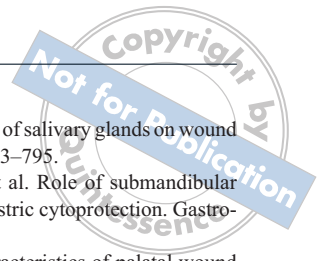 Copyright
by
Not for Publication
Quintessence
of salivary glands on wound
3–795.
al. Role of submandibular
stric cytoprotection. Gastro-
racteristics of palatal wound